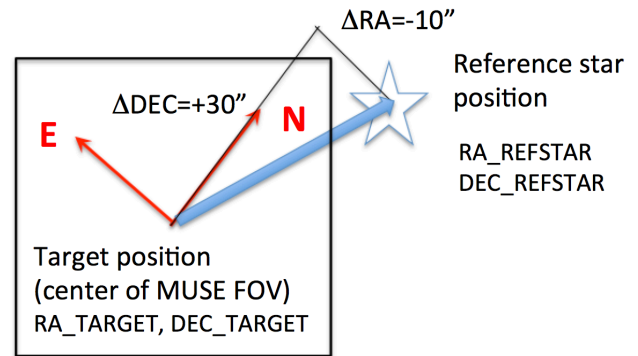 ΔRA=-10”
Reference star
position
ΔDEC=+30”
N
E
RA_REFSTAR
DEC_REFSTAR
Target position
(center of MUSE FOV)
RA_TARGET, DEC_TARGET